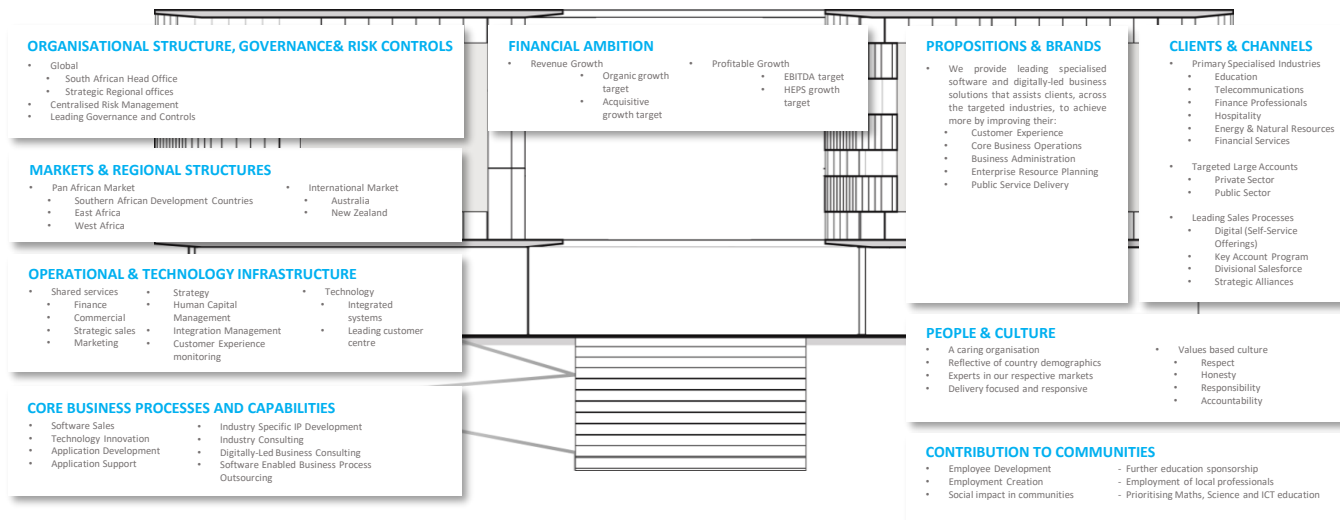 ORGANISATIONAL STRUCTURE, GOVERNANCE& RISK CONTROLS
• Global
• South African Head Office
• Strategic Regional offices
• Centralised Risk Management
• Leading Governance and Controls
FINANCIAL AMBITION
• Revenue Growth
• Organic growth
target
• Acquisitive
growth target
• Profitable Growth
• EBITDA target
• HEPS growth
target
PROPOSITIONS & BRANDS
• We provide leading specialised
software and digitally-led business
solutions that assists clients, across
the targeted industries, to achieve
more by improving their:
• Customer Experience
• Core Business Operations
• Business Administration
• Enterprise Resource Planning
• Public Service Delivery
CLIENTS & CHANNELS
• Primary Specialised Industries
• Education
• Telecommunications
• Finance Professionals
• Hospitality
• Energy & Natural Resources
• Financial Services
• Targeted Large Accounts
• Private Sector
• Public Sector
• Leading Sales Processes
• Digital (Self-Service
Offerings)
• Key Account Program
• Divisional Salesforce
• Strategic Alliances
MARKETS & REGIONAL STRUCTURES
• Pan African Market
• Southern African Development Countries
• East Africa
• West Africa
• International Market
• Australia
• New Zealand
OPERATIONAL & TECHNOLOGY INFRASTRUCTURE
• Shared services
• Finance
• Commercial
• Strategic sales
• Marketing
• Strategy
• Human Capital
Management
• Integration Management
• Customer Experience
monitoring
• Technology
• Integrated
systems
• Leading customer
centre
PEOPLE & CULTURE
• A caring organisation
• Reflective of country demographics
• Experts in our respective markets
• Delivery focused and responsive
• Values based culture
• Respect
• Honesty
• Responsibility
• Accountability
CORE BUSINESS PROCESSES AND CAPABILITIES
• Software Sales
• Technology Innovation
• Application Development
• Application Support
• Industry Specific IP Development
• Industry Consulting
• Digitally-Led Business Consulting
• Software Enabled Business Process
Outsourcing
CONTRIBUTION TO COMMUNITIES
• Employee Development - Further education sponsorship
• Employment Creation - Employment of local professionals
• Social impact in communities - Prioritising Maths, Science and ICT education